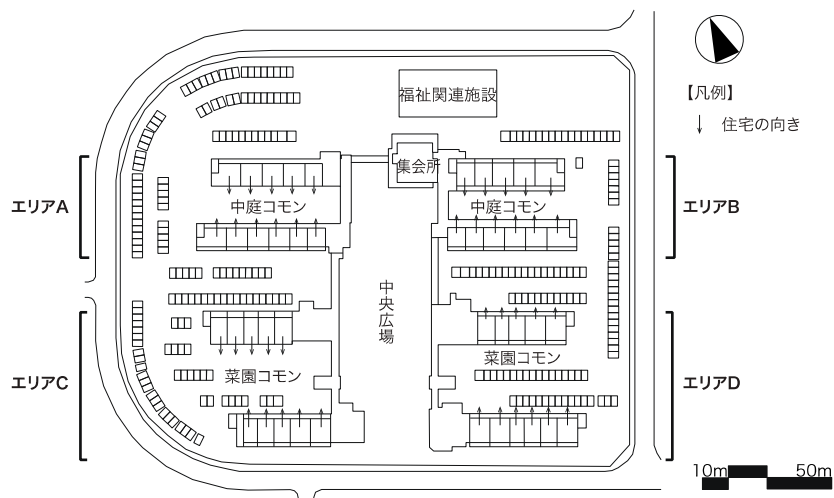 福祉関連施設
【凡例】
住宅の向き
集会所
エリアA
中庭コモン
中庭コモン
エリアB
中央広場
エリアC
菜園コモン
菜園コモン
エリアD
10m 50m